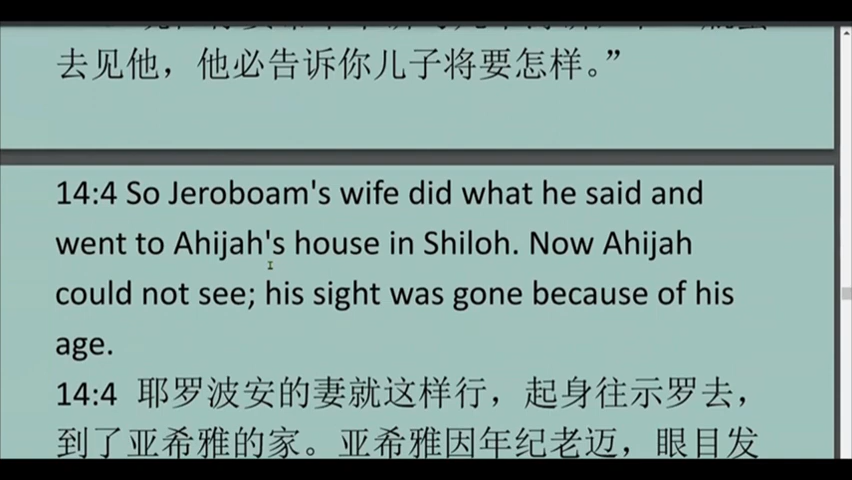 去见他，他必告诉你儿子将要怎样。”
14:4 So Jeroboam's wife did what he said and
went to Ahijah's house in Shiloh. Now Ahijah
could not see; his sight was gone because of his
age.
14:4 耶罗波安的妻就这样行，起身往示罗去，
到了亚希雅的家。亚希雅因年纪老迈，眼目发